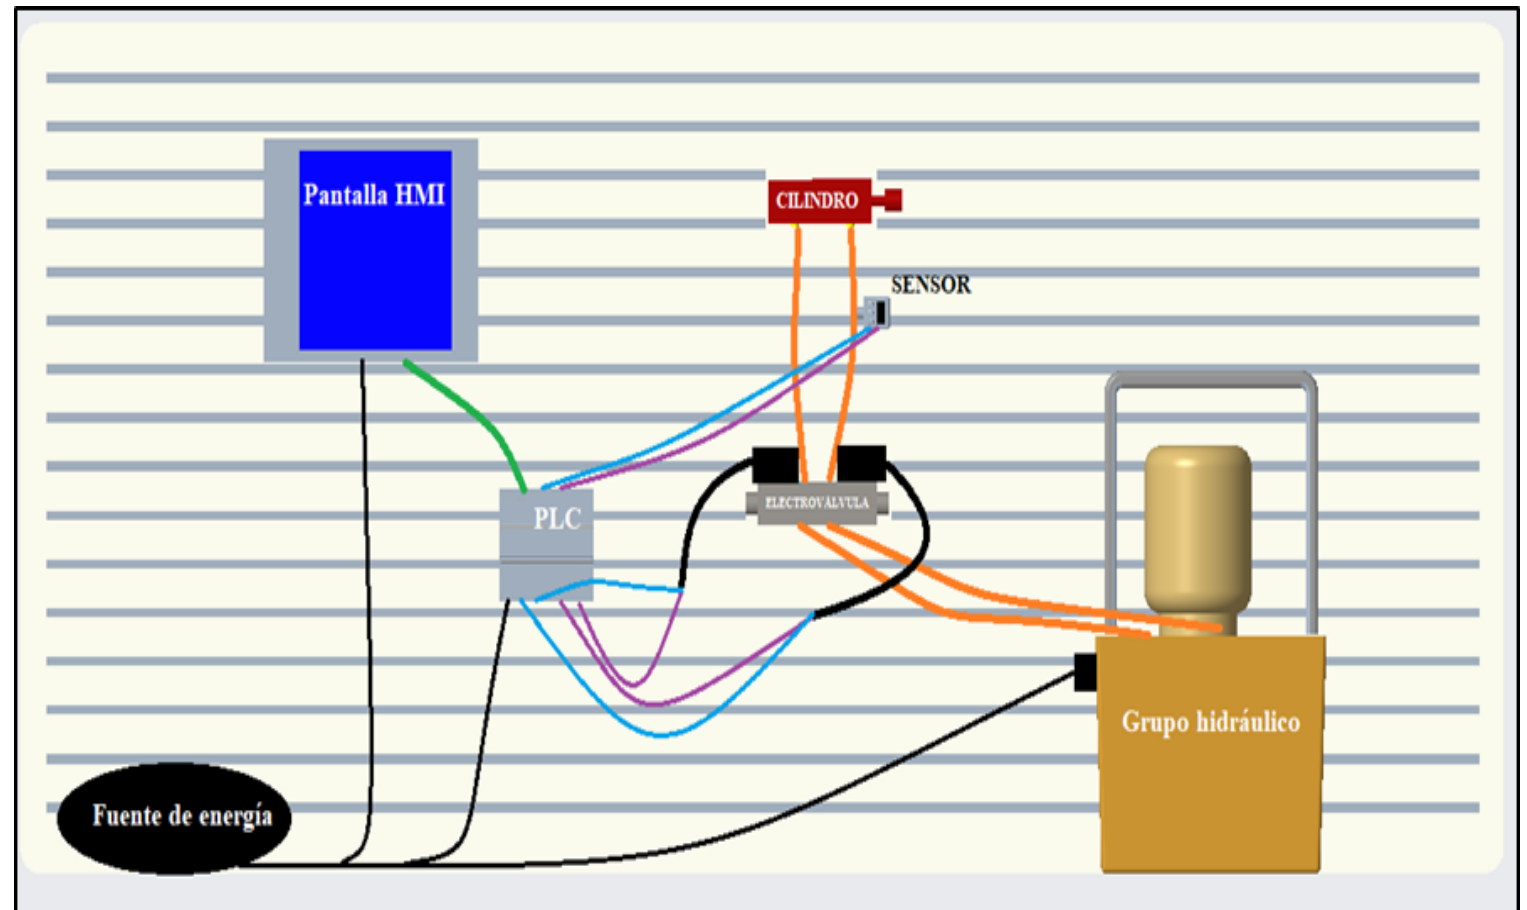 Pantalla HMI
CILINDRO
SENSOR
ELECTROVÁLVULA
PLC
Grupo hidráulico
Fuente de energía